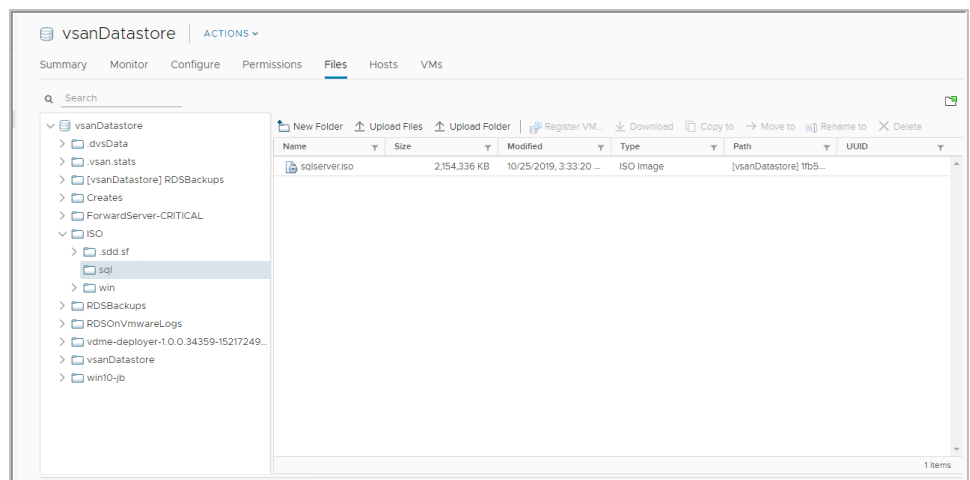 vsanDatastore ACTIONS
Summary Monitor Configure Permissions Files Hosts VMs
Search
vsanDatastore
.dvsData
.vsan.stats
[vsanDatastore] RDSBackups
Creates
ForwardServer-CRITICAL
ISO
.sdd.sf
sql
win
RDSBackups
RDSOnVmwareLogs
vdme-deployer-1.0.0.34359-15217249...
vsanDatastore
win10-jb
New Folder Upload Files Upload Folder Register VM... Download Copy to Move to Rename to Delete
Name Size Modified Type Path UUID
sqlserver.iso 2,154,336 KB 10/25/2019, 3:33:20 ... ISO Image [vsanDatastore] 1fb5...
1 items